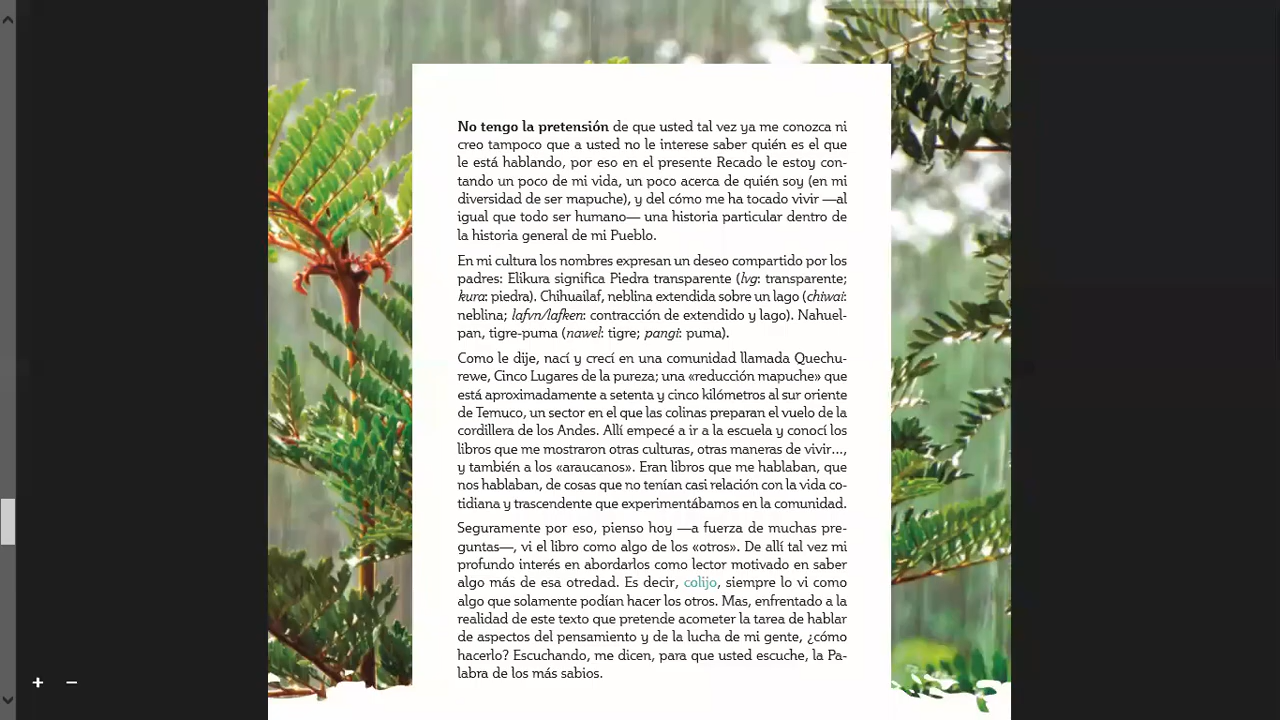 No tengo la pretensión de que usted tal vez ya me conozca ni
creo tampoco que a usted no le interese saber quién es el que
le está hablando, por eso en el presente Recado le estoy con-
tando un poco de mi vida, un poco acerca de quién soy (en mi
diversidad de ser mapuche), y del cómo me ha tocado vivir —al
igual que todo ser humano— una historia particular dentro de
la historia general de mi Pueblo.
En mi cultura los nombres expresan un deseo compartido por los
padres: Elikura significa Piedra transparente (lvg: transparente;
kura: piedra). Chihuailaf, neblina extendida sobre un lago (chiwai:
neblina; lafvn/lafken: contracción de extendido y lago). Nahuel-
pan, tigre-puma (nawel: tigre; pangi: puma).
Como le dije, nací y crecí en una comunidad llamada Quechu-
rewe, Cinco Lugares de la pureza; una «reducción mapuche» que
está aproximadamente a setenta y cinco kilómetros al sur oriente
de Temuco, un sector en el que las colinas preparan el vuelo de la
cordillera de los Andes. Allí empecé a ir a la escuela y conocí los
libros que me mostraron otras culturas, otras maneras de vivir...,
y también a los «araucanos». Eran libros que me hablaban, que
nos hablaban, de cosas que no tenían casi relación con la vida co-
tidiana y trascendente que experimentábamos en la comunidad.
Seguramente por eso, pienso hoy —a fuerza de muchas pre-
guntas—, vi el libro como algo de los «otros». De allí tal vez mi
profundo interés en abordarlos como lector motivado en saber
algo más de esa otredad. Es decir, colijo, siempre lo vi como
algo que solamente podían hacer los otros. Mas, enfrentado a la
realidad de este texto que pretende acometer la tarea de hablar
de aspectos del pensamiento y de la lucha de mi gente, ¿cómo
hacerlo? Escuchando, me dicen, para que usted escuche, la Pa-
labra de los más sabios.